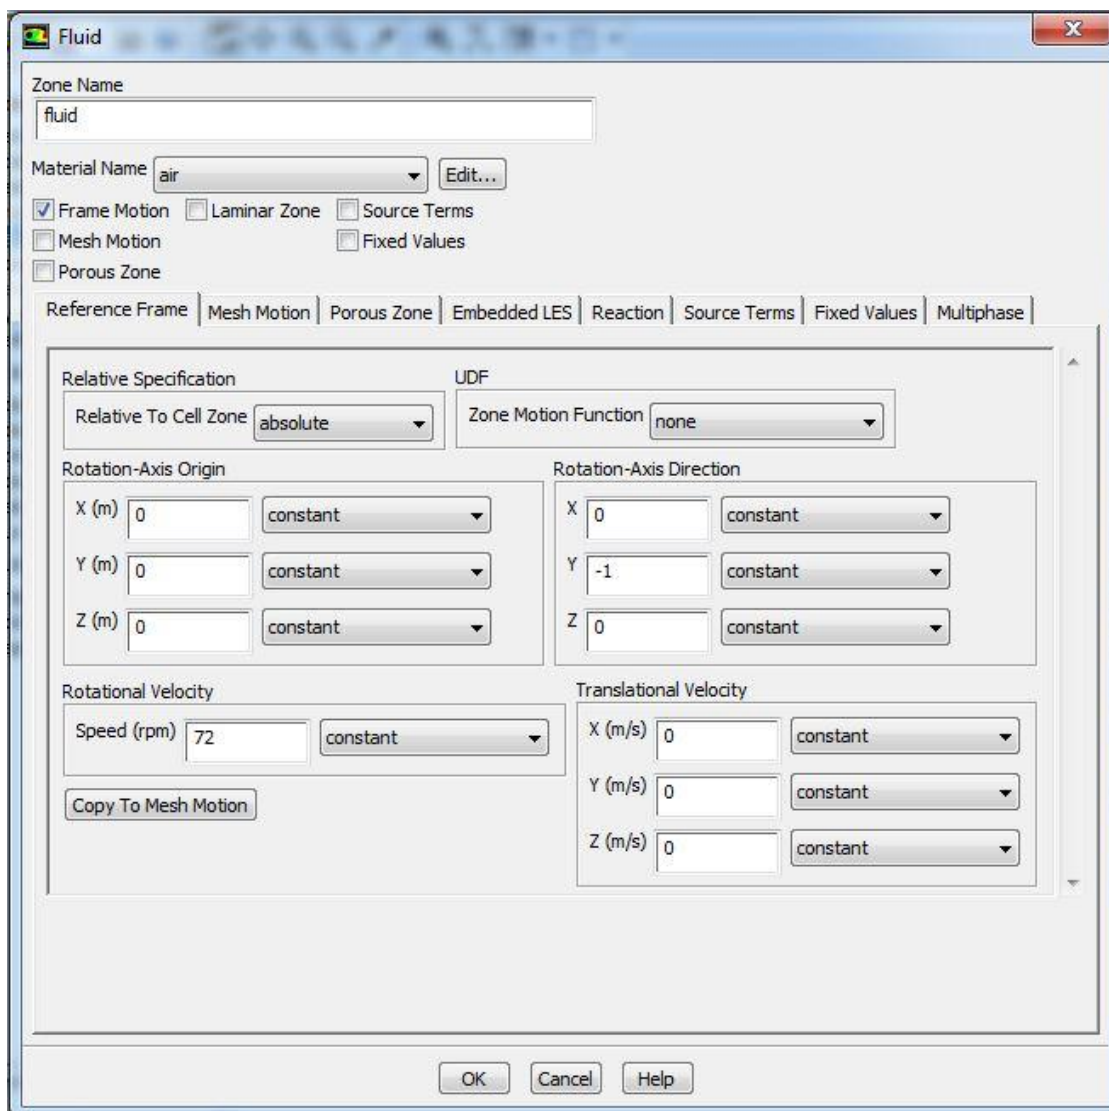 Fluid
Zone Name
fluid
Material Name air Edit...
Frame Motion Laminar Zone Source Terms
Mesh Motion Fixed Values
Porous Zone
Reference Frame Mesh Motion Porous Zone Embedded LES Reaction Source Terms Fixed Values Multiphase
Relative Specification UDF
Relative To Cell Zone absolute Zone Motion Function none
Rotation-Axis Origin Rotation-Axis Direction
X (m) 0 constant X 0 constant
Y (m) 0 constant Y -1 constant
Z (m) 0 constant Z 0 constant
Rotational Velocity Translational Velocity
Speed (rpm) 72 constant X (m/s) 0 constant
Y (m/s) 0 constant
Copy To Mesh Motion
Z (m/s) 0 constant
OK Cancel Help